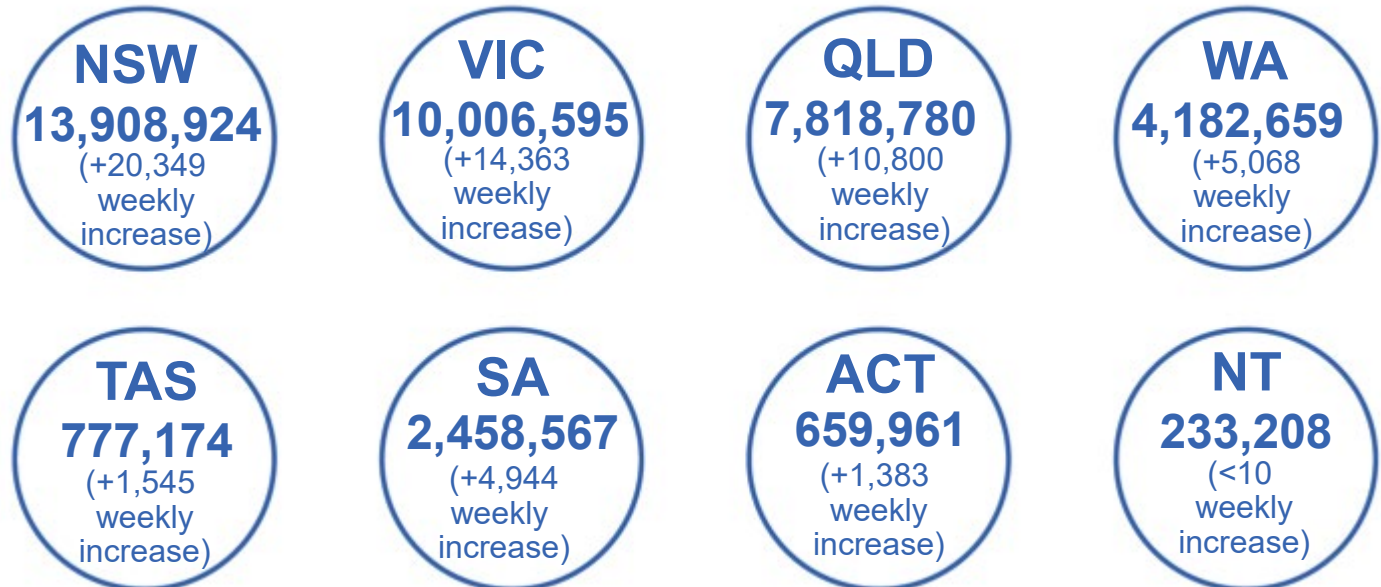 NSW
13,908,924
(+20,349
weekly
increase)
VIC
10,006,595
(+14,363
weekly
increase)
QLD
7,818,780
(+10,800
weekly
increase)
WA
4,182,659
(+5,068
weekly
increase)
TAS
777,174
(+1,545
weekly
increase)
SA
2,458,567
(+4,944
weekly
increase)
ACT
659,961
(+1,383
weekly
increase)
NT
233,208
(<10
weekly
increase)